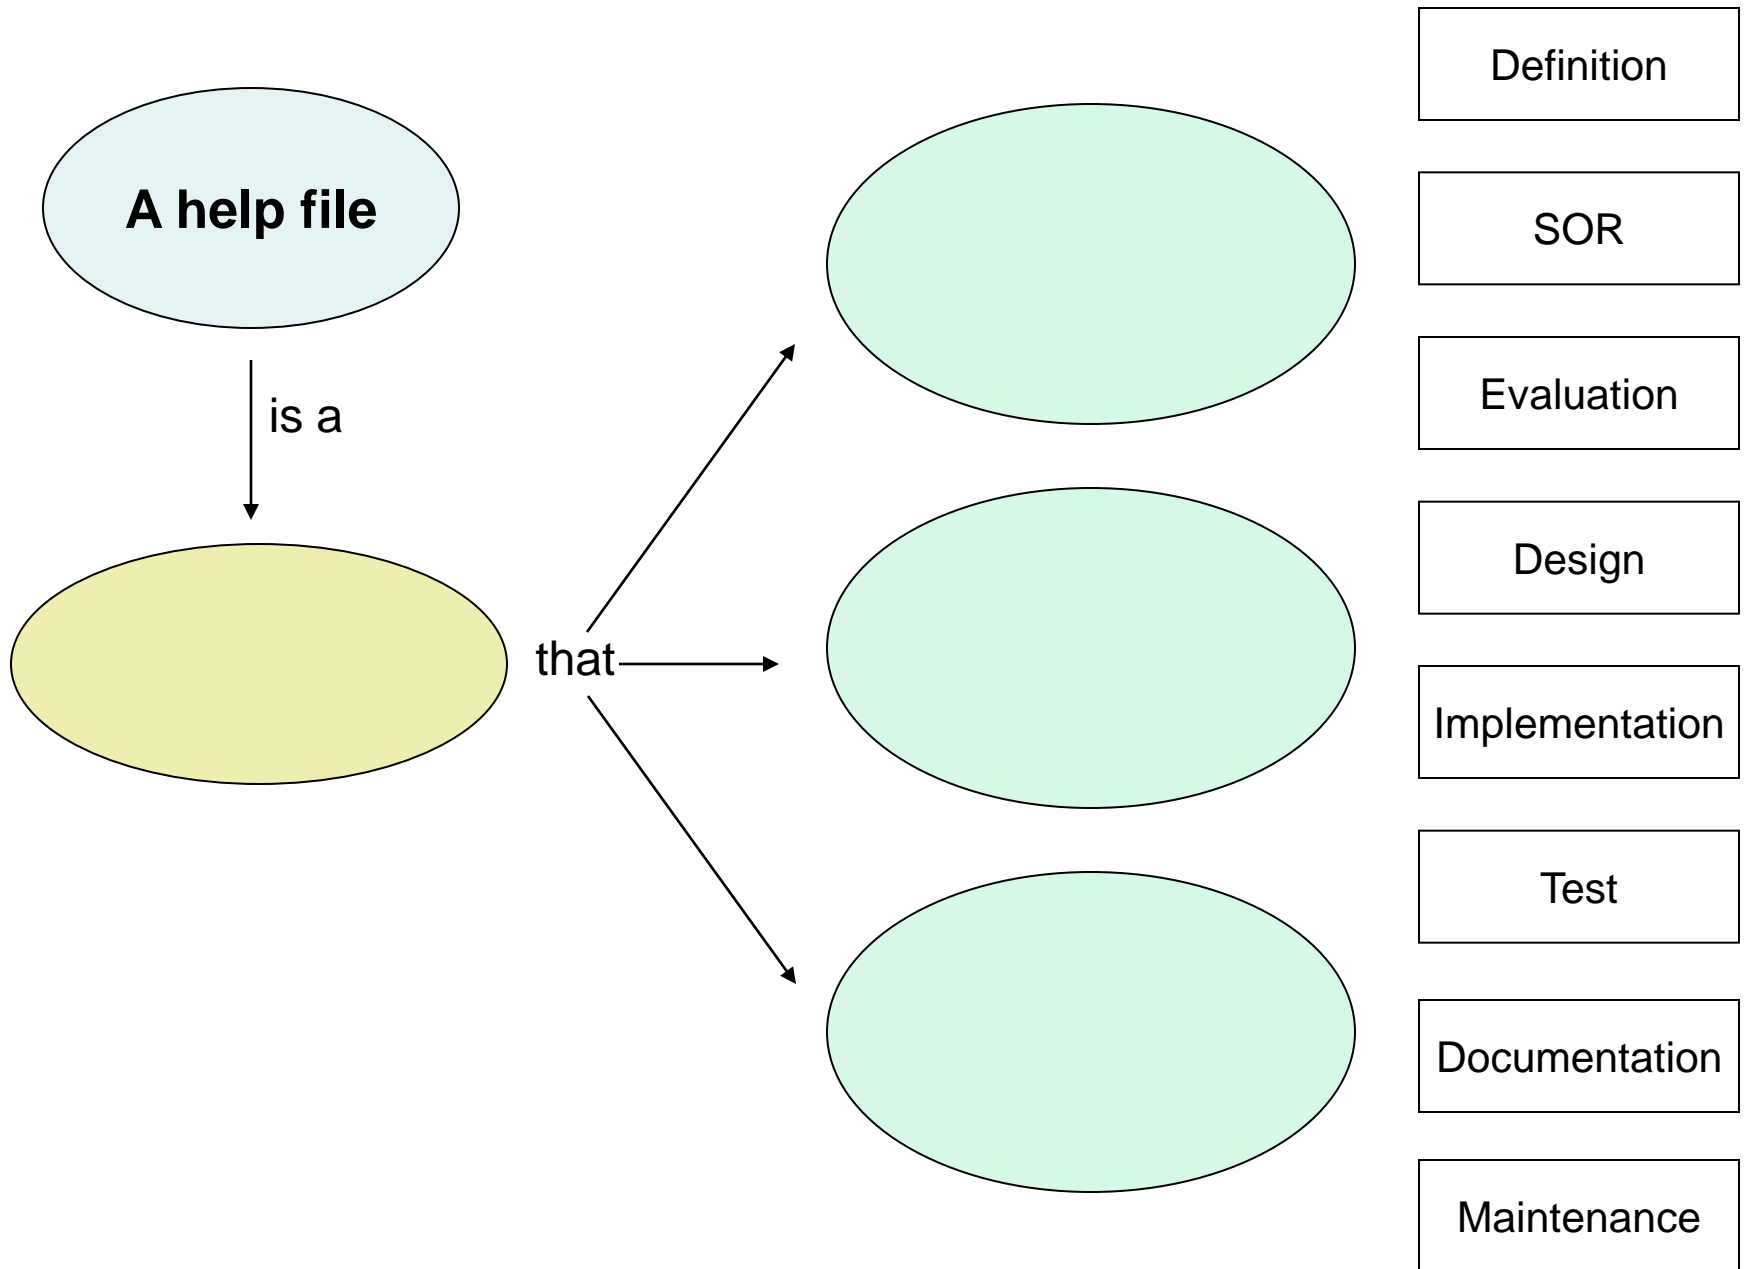 A help file
is a
that
Definition
SOR
Evaluation
Design
Implementation
Test
Documentation
Maintenance